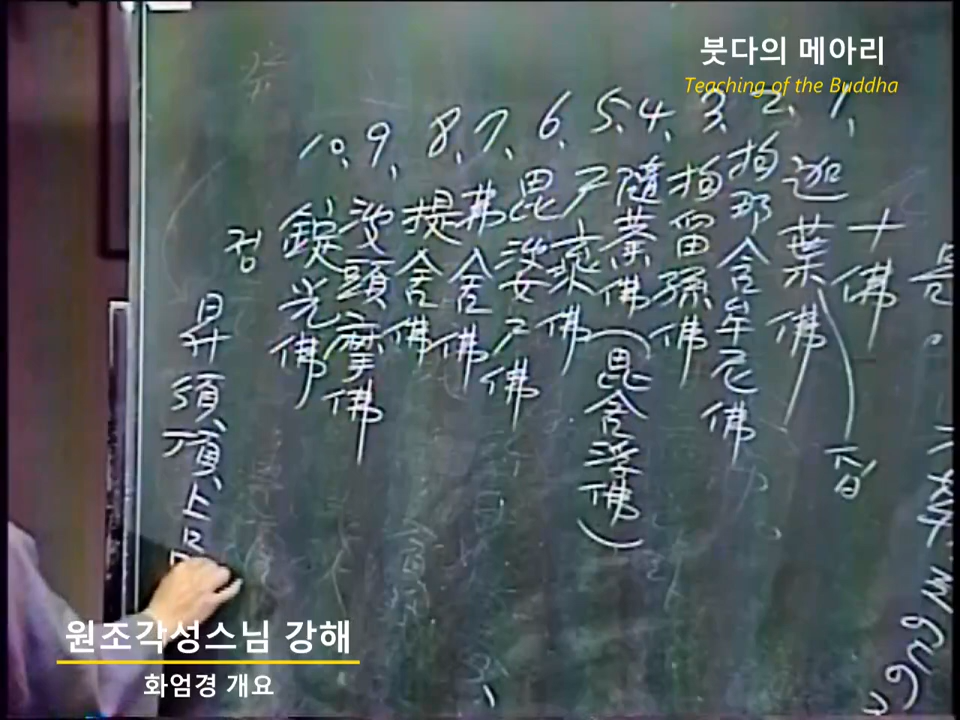 붓다의 메아리
Teaching of the Buddha
十佛
1, 迦葉佛
2, 拘那含牟尼佛
3, 拘留孫佛
4, 隨葉佛(毘舍浮佛)
5, 尸棄佛
6, 毘婆尸佛
7, 弗舍佛
8, 提舍佛
9, 波頭摩佛
10, 錠光佛
정
昇須頂上品
원조각성스님 강해
화엄경 개요